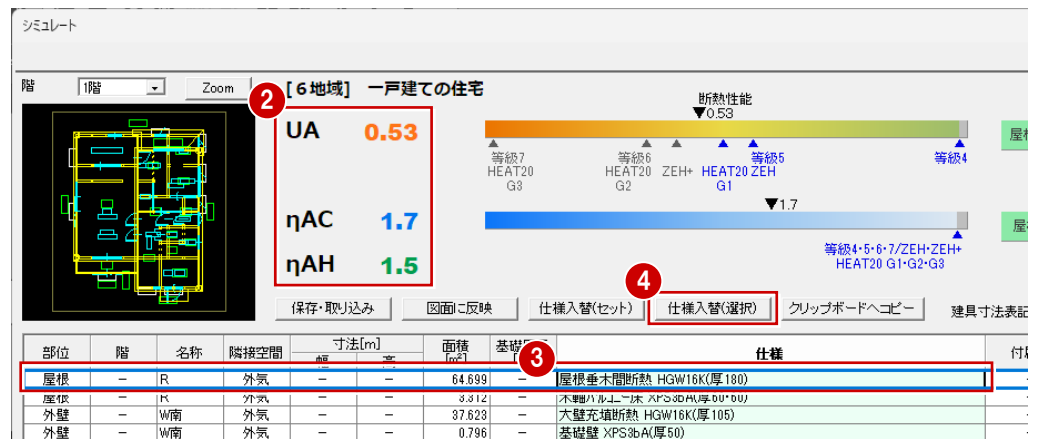 シミュレート
階 1階 Zoom
2
[6地域] 一戸建ての住宅
UA 0.53
ηAC 1.7
ηAH 1.5
断熱性能
▼0.53
等級7 等級6 等級5 等級4
HEAT20 HEAT20 ZEH+ HEAT20 ZEH
G3 G2 G1
▼1.7
等級4・5・6・7/ZEH・ZEH+
HEAT20 G1・G2・G3
4
保存・取り込み 図面に反映 仕様入替(セット) 仕様入替(選択) クリップボードへコピー 建具寸法表記
3
部位 階 名称 隣接空間 寸法[m] 面積[㎡] 仕様
屋根 － R 外気 － － 64.699 － 屋根垂木間断熱 HGW16K(厚180)
屋根 － R 外気 － － 3.312 －
外壁 － W南 外気 － － 37.623 － 大壁充填断熱 HGW16K(厚105)
外壁 － W南 外気 － － 0.796 － 基礎壁 XPS3bA(厚50)